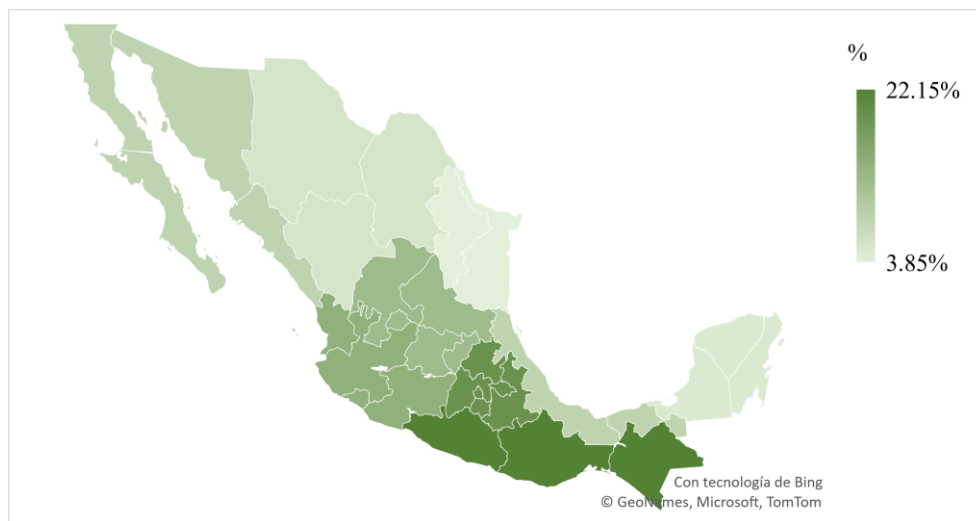 %
22.15%
3.85%
Con tecnología de Bing
© GeoNames, Microsoft, TomTom